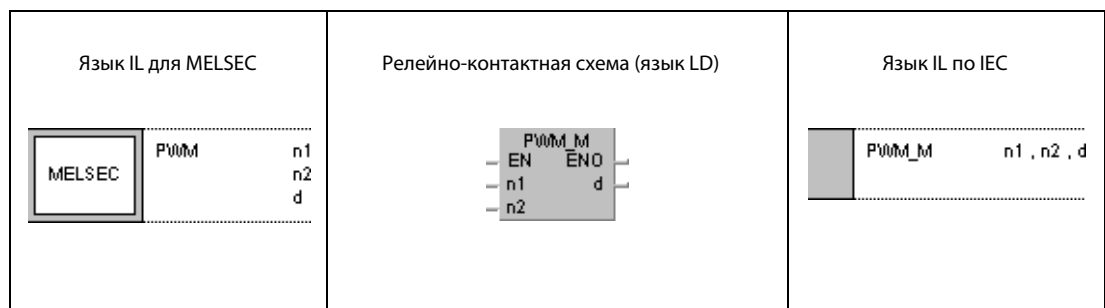 Язык IL для MELSEC
MELSEC
PWM n1
n2
d
Релейно-контактная схема (язык LD)
PWM_M
EN ENO
n1 d
n2
Язык IL по IEC
PWM_M n1 , n2 , d